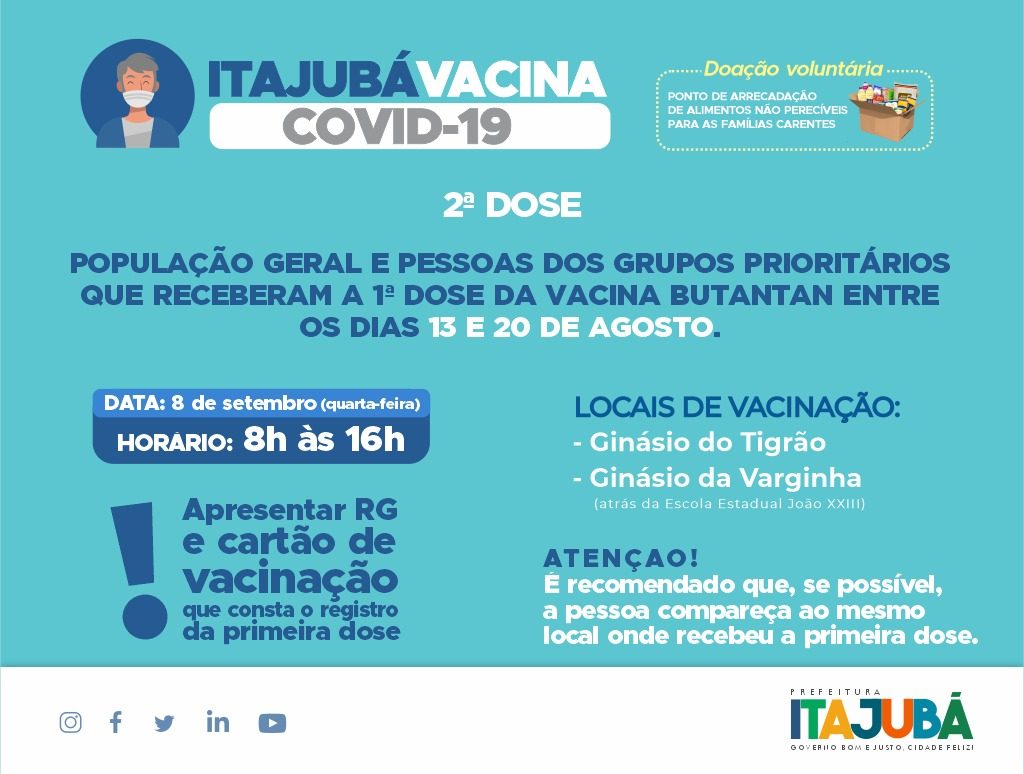 ITAJUBÁVACINA
COVID-19
Doação voluntária
PONTO DE ARRECADAÇÃO
DE ALIMENTOS NÃO PERECÍVEIS
PARA AS FAMÍLIAS CARENTES
2ª DOSE
POPULAÇÃO GERAL E PESSOAS DOS GRUPOS PRIORITÁRIOS
QUE RECEBERAM A 1ª DOSE DA VACINA BUTANTAN ENTRE
OS DIAS 13 E 20 DE AGOSTO.
DATA: 8 de setembro (quarta-feira)
HORÁRIO: 8h às 16h
! Apresentar RG
e cartão de
vacinação
que consta o registro
da primeira dose
LOCAIS DE VACINAÇÃO:
- Ginásio do Tigrão
- Ginásio da Varginha
(atrás da Escola Estadual João XXIII)
ATENÇAO!
É recomendado que, se possível,
a pessoa compareça ao mesmo
local onde recebeu a primeira dose.
PREFEITURA
ITAJUBÁ
GOVERNO BOM E JUSTO, CIDADE FELIZ!